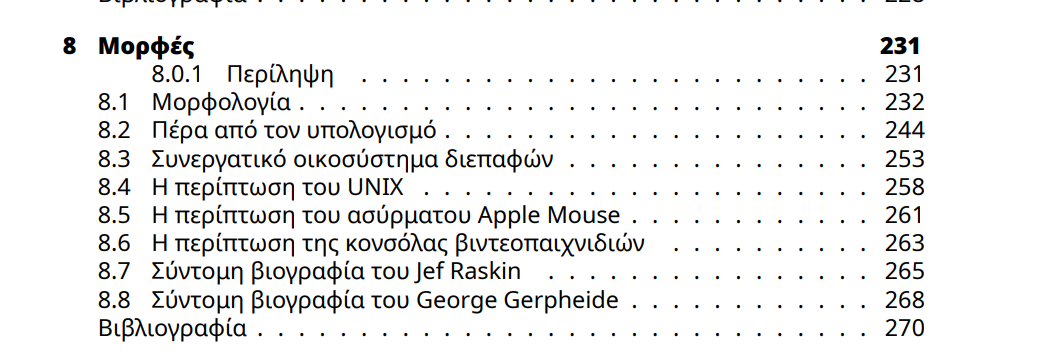 8 Μορφές 231
8.0.1 Περίληψη . . . . . . . . . . . . . . . . . . . . . . . . . 231
8.1 Μορφολογία . . . . . . . . . . . . . . . . . . . . . . . . . . . . 232
8.2 Πέρα από τον υπολογισμό . . . . . . . . . . . . . . . . . . . . . 244
8.3 Συνεργατικό οικοσύστημα διεπαφών . . . . . . . . . . . . . . . 253
8.4 Η περίπτωση του UNIX . . . . . . . . . . . . . . . . . . . . . . 258
8.5 Η περίπτωση του ασύρματου Apple Mouse . . . . . . . . . . . . 261
8.6 Η περίπτωση της κονσόλας βιντεοπαιχνιδιών . . . . . . . . . . 263
8.7 Σύντομη βιογραφία του Jef Raskin . . . . . . . . . . . . . . . . 265
8.8 Σύντομη βιογραφία του George Gerpheide . . . . . . . . . . . . 268
Βιβλιογραφία . . . . . . . . . . . . . . . . . . . . . . . . . . . . . . 270